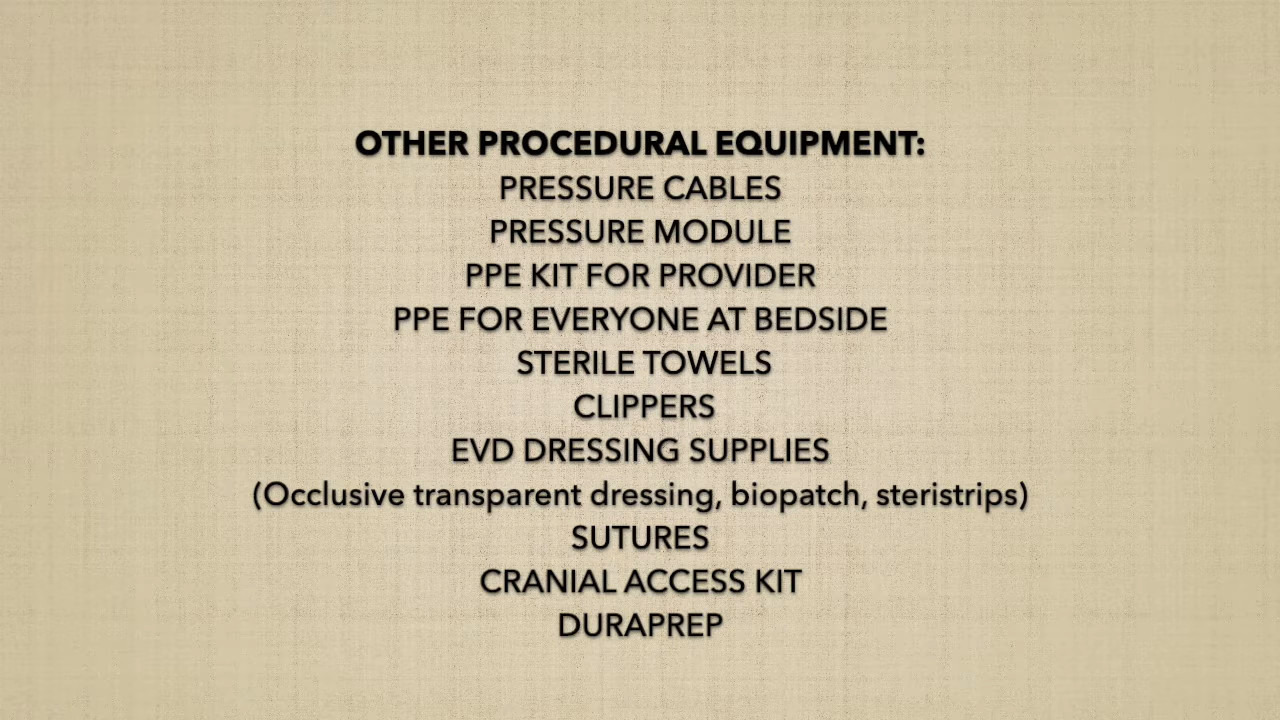 OTHER PROCEDURAL EQUIPMENT:
PRESSURE CABLES
PRESSURE MODULE
PPE KIT FOR PROVIDER
PPE FOR EVERYONE AT BEDSIDE
STERILE TOWELS
CLIPPERS
EVD DRESSING SUPPLIES
(Occlusive transparent dressing, biopatch, steristrips)
SUTURES
CRANIAL ACCESS KIT
DURAPREP